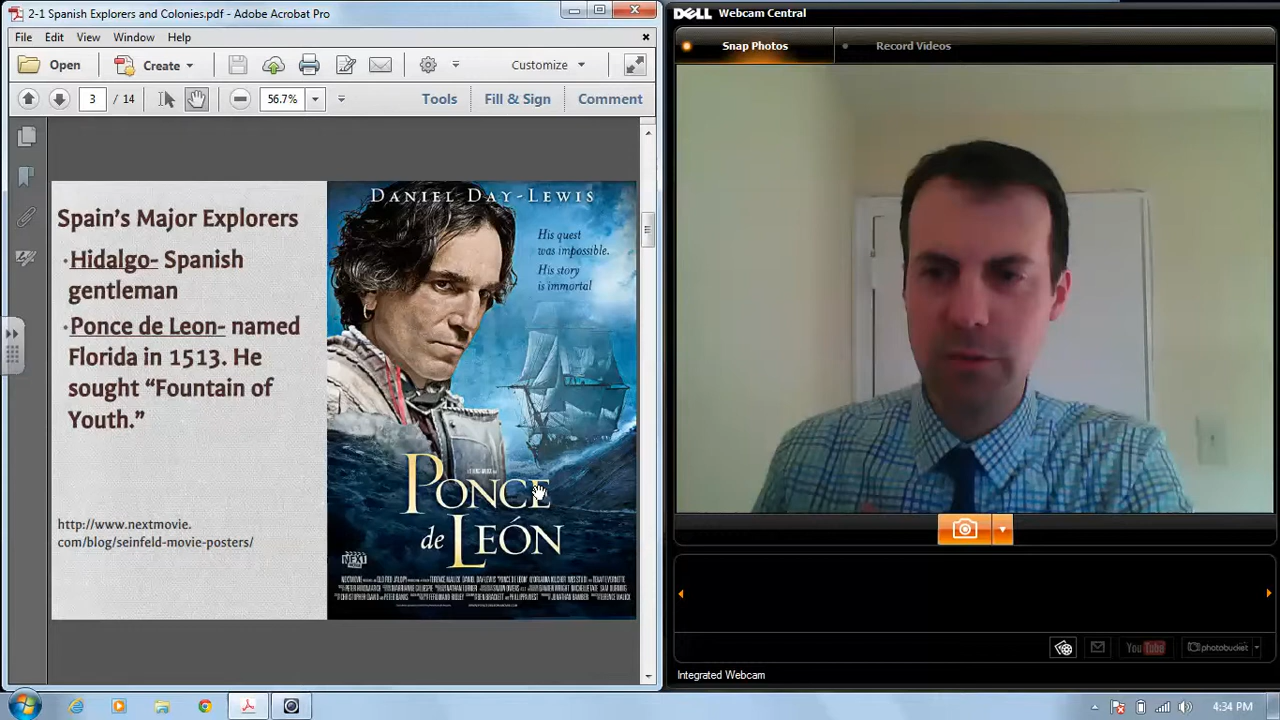 2-1 Spanish Explorers and Colonies.pdf - Adobe Acrobat Pro
File Edit View Window Help
Open Create Customize
3 / 14 56.7% Tools Fill & Sign Comment
Spain's Major Explorers
•Hidalgo- Spanish
gentleman
•Ponce de Leon- named
Florida in 1513. He
sought “Fountain of
Youth.”
http://www.nextmovie.
com/blog/seinfeld-movie-posters/
DANIEL DAY-LEWIS
His quest
was impossible.
His story
is immortal
PONCE
de LEÓN
NEXT
DELL Webcam Central
Snap Photos Record Videos
YouTube photobucket
Integrated Webcam
4:34 PM